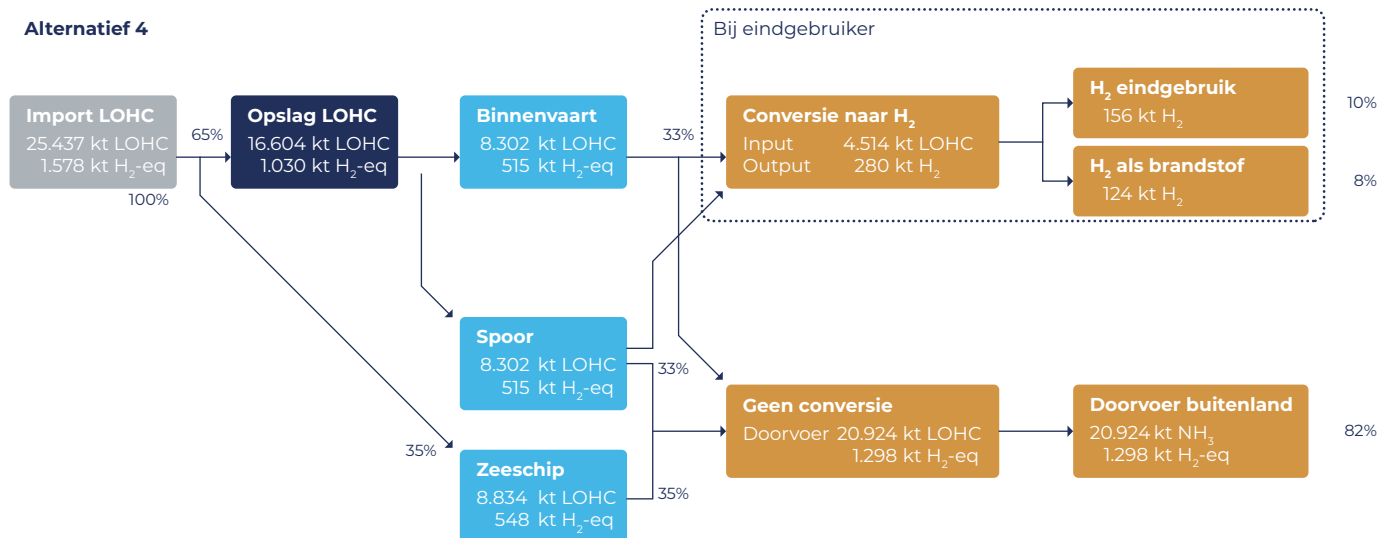 Alternatief 4
Bij eindgebruiker
Import LOHC
25.437 kt LOHC
1.578 kt H₂-eq
65%
100%
Opslag LOHC
16.604 kt LOHC
1.030 kt H₂-eq
Binnenvaart
8.302 kt LOHC
515 kt H₂-eq
33%
Conversie naar H₂
Input 4.514 kt LOHC
Output 280 kt H₂
H₂ eindgebruik
156 kt H₂
10%
H₂ als brandstof
124 kt H₂
8%
Spoor
8.302 kt LOHC
515 kt H₂-eq
33%
35%
Zeeschip
8.834 kt LOHC
548 kt H₂-eq
35%
Geen conversie
Doorvoer 20.924 kt LOHC
1.298 kt H₂-eq
Doorvoer buitenland
20.924 kt NH₃
1.298 kt H₂-eq
82%